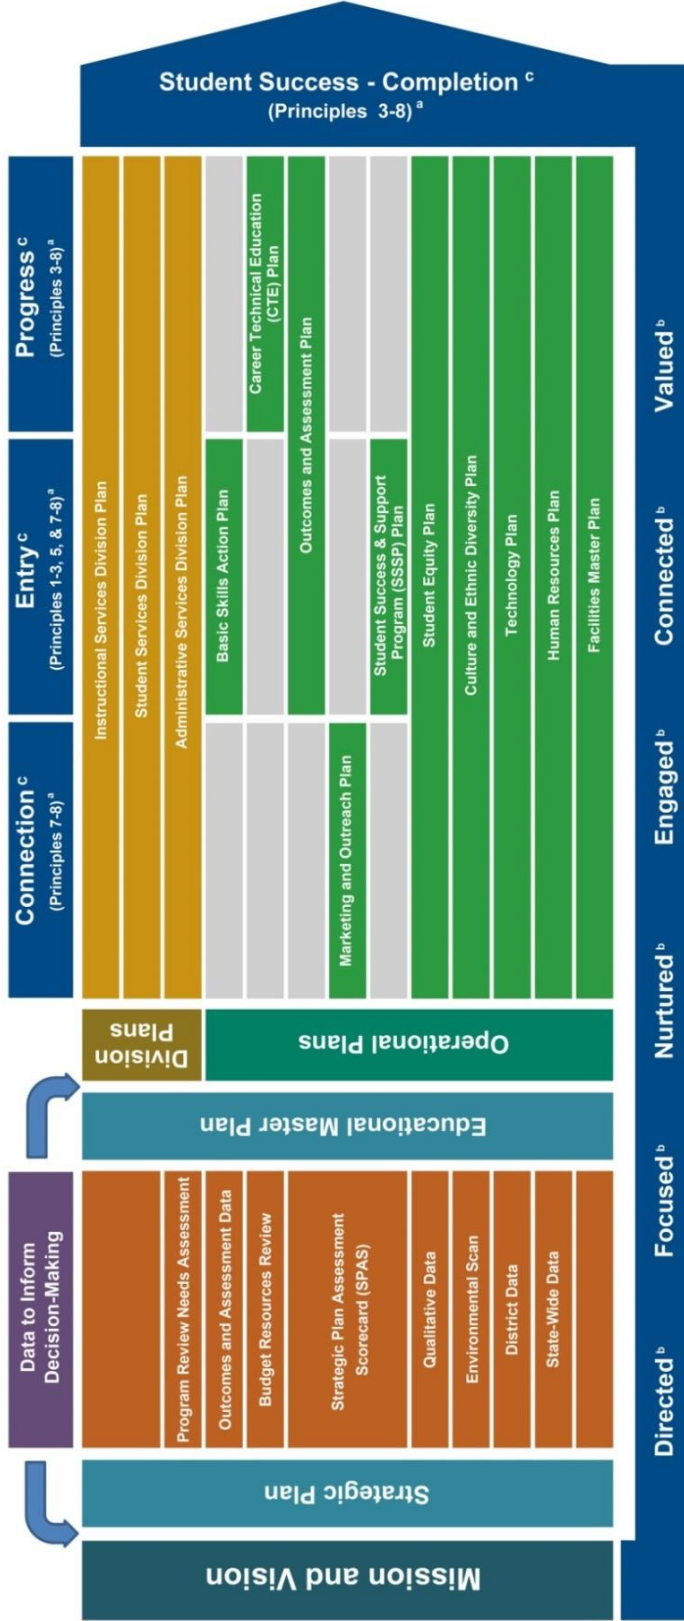 Mission and Vision
Strategic Plan
Data to Inform
Decision-Making
Program Review Needs Assessment
Outcomes and Assessment Data
Budget Resources Review
Strategic Plan Assessment
Scorecard (SPAS)
Qualitative Data
Environmental Scan
District Data
State-Wide Data
Educational Master Plan
Division
Plans
Operational Plans
Connection ᶜ
(Principles 7-8) ᵃ
Entry ᶜ
(Principles 1-3, 5, & 7-8) ᵃ
Progress ᶜ
(Principles 3-8) ᵃ
Instructional Services Division Plan
Student Services Division Plan
Administrative Services Division Plan
Basic Skills Action Plan
Career Technical Education
(CTE) Plan
Outcomes and Assessment Plan
Marketing and Outreach Plan
Student Success & Support
Program (SSSP) Plan
Student Equity Plan
Culture and Ethnic Diversity Plan
Technology Plan
Human Resources Plan
Facilities Master Plan
Student Success - Completion ᶜ
(Principles 3-8) ᵃ
Directed ᵇ
Focused ᵇ
Nurtured ᵇ
Engaged ᵇ
Connected ᵇ
Valued ᵇ